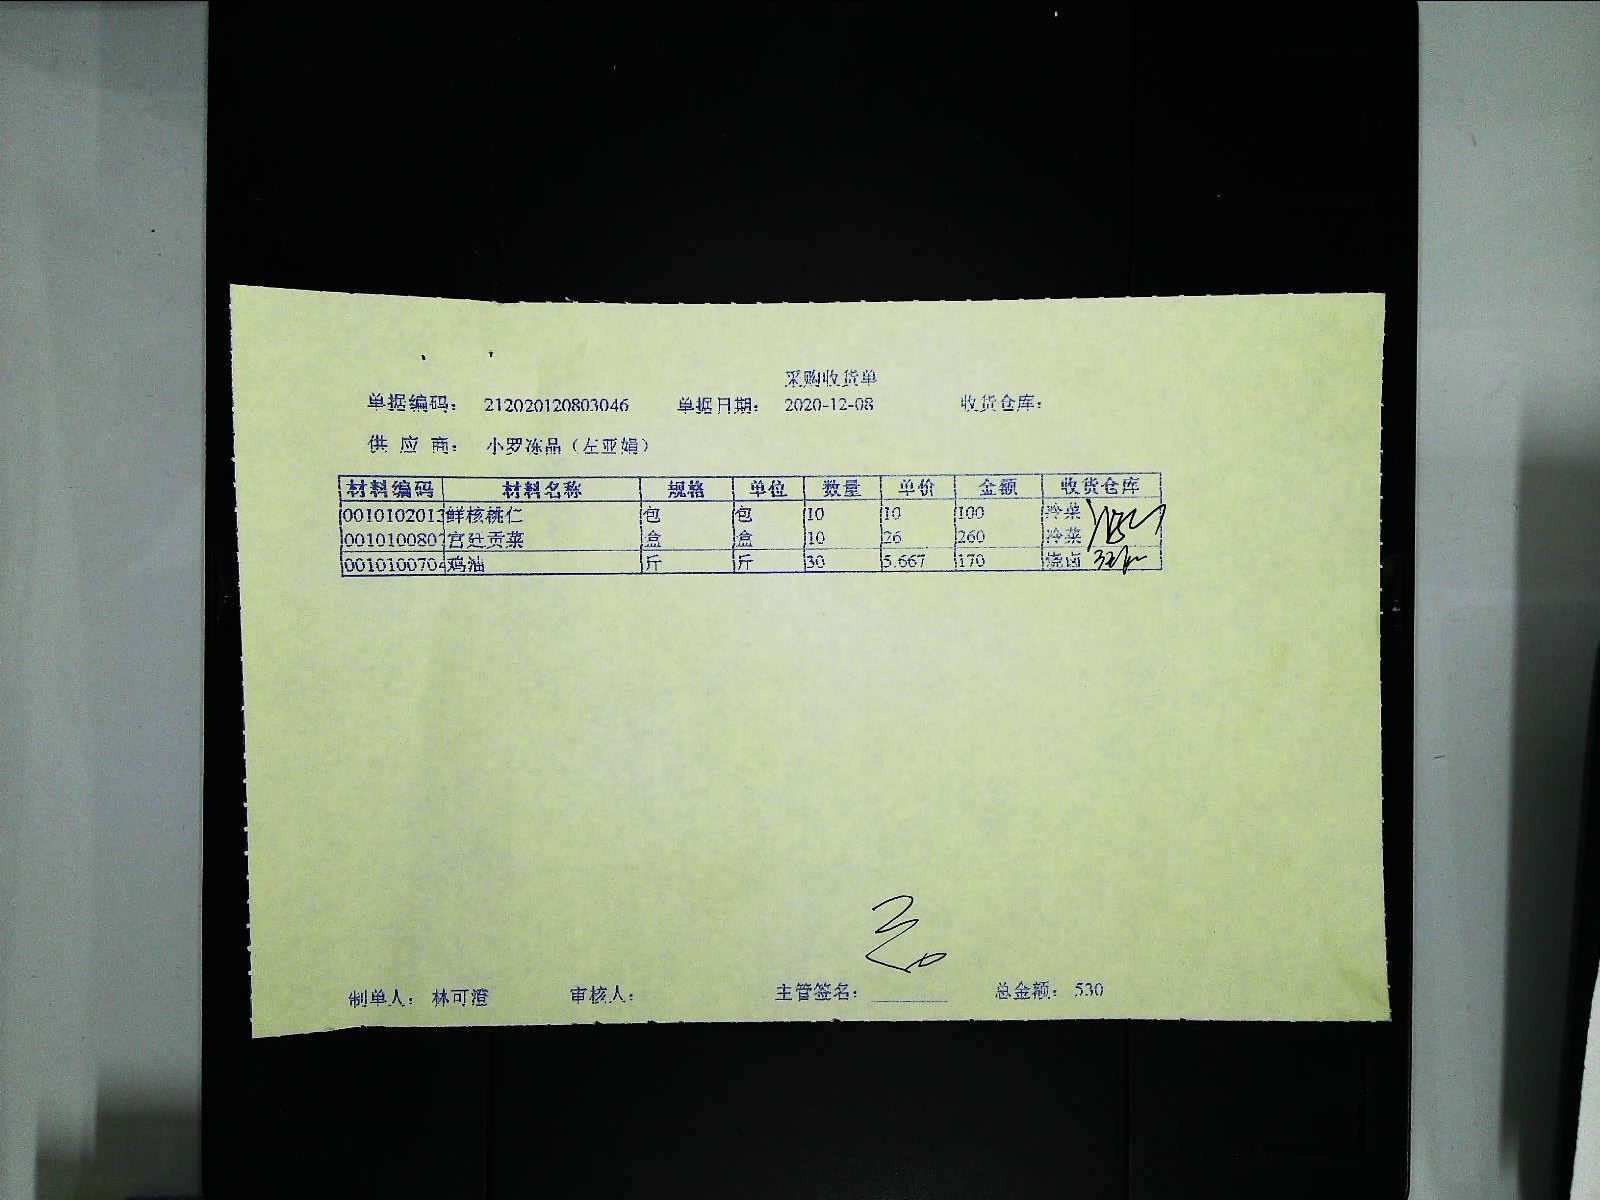 采购收货单
单据编码： 212020120803046 单据日期： 2020-12-08 收货仓库：
供 应 商： 小罗冻品（左亚娟）
材料编码 材料名称 规格 单位 数量 单价 金额 收货仓库
0010102013 鲜核桃仁 包 包 10 10 100 冷菜
001010080 宫廷贡菜 盒 盒 10 26 260 冷菜
0010100704 鸡油 斤 斤 30 5.667 170 烧卤
制单人： 林可澄 审核人： 主管签名： 总金额： 530